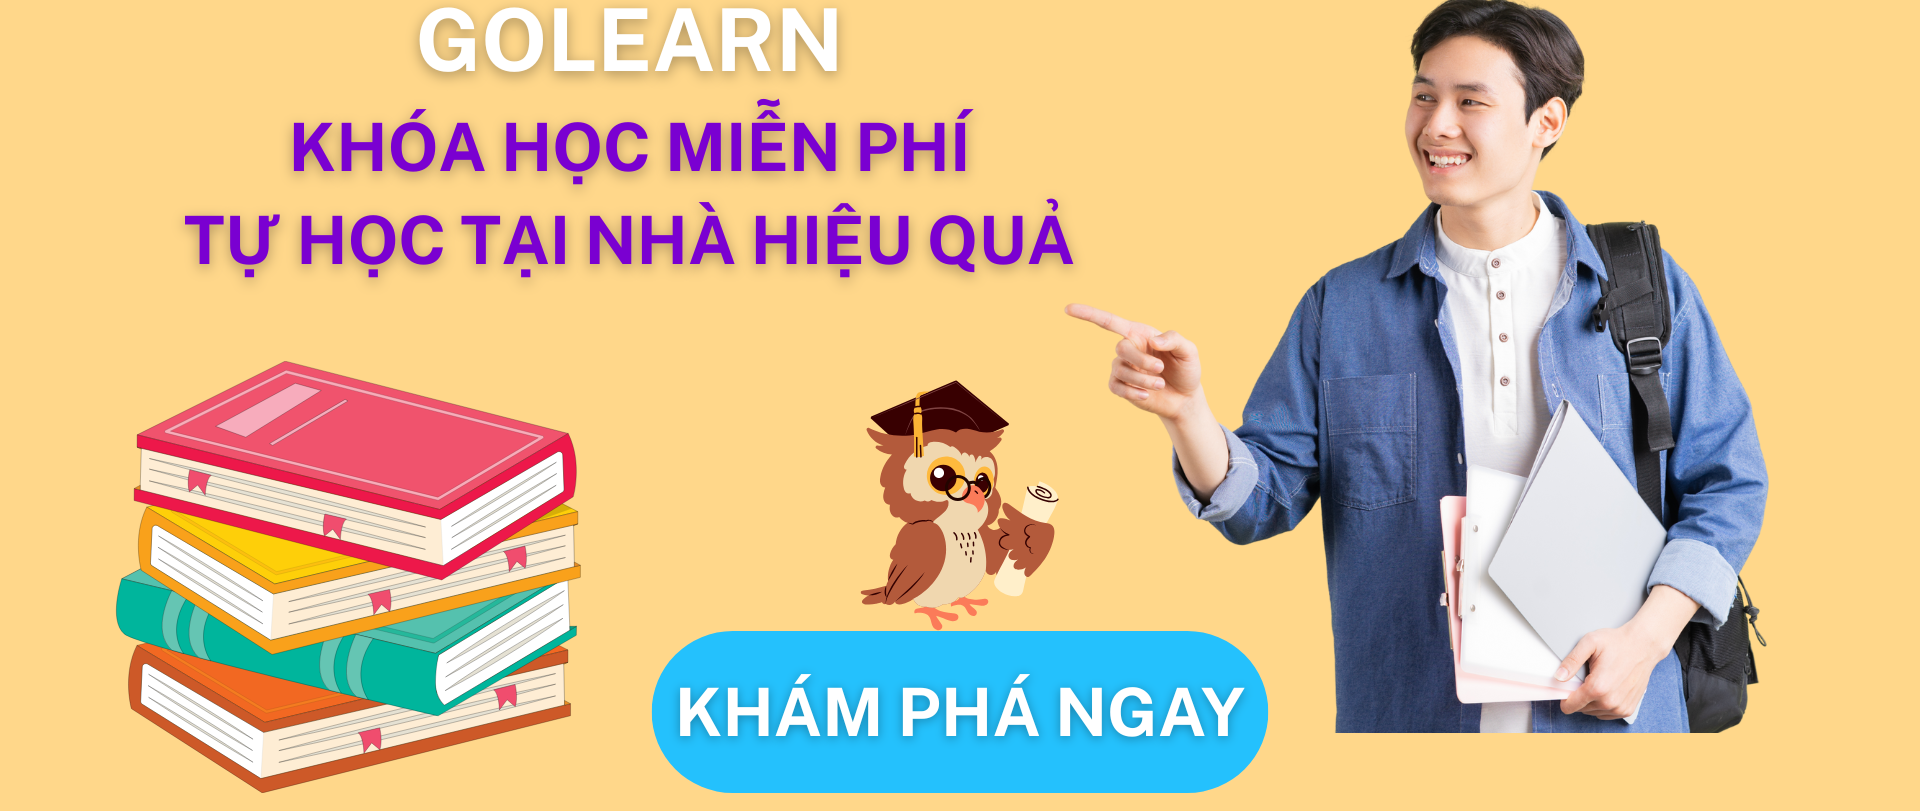 GOLEARN
KHÓA HỌC MIỄN PHÍ
TỰ HỌC TẠI NHÀ HIỆU QUẢ
KHÁM PHÁ NGAY